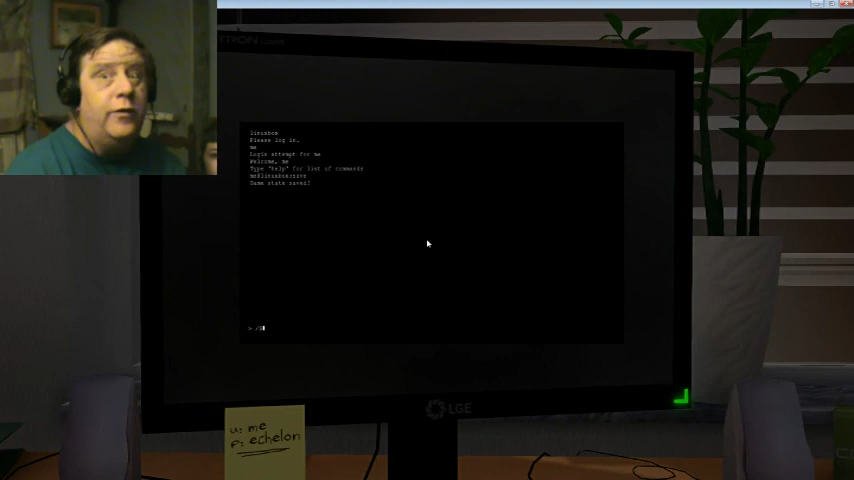 linuxbox
Please log in.
me
Login attempt for me
Welcome, me
Type 'help' for list of commands
me@linuxbox:save
Game state saved!
LGE
u: me
p: echelon